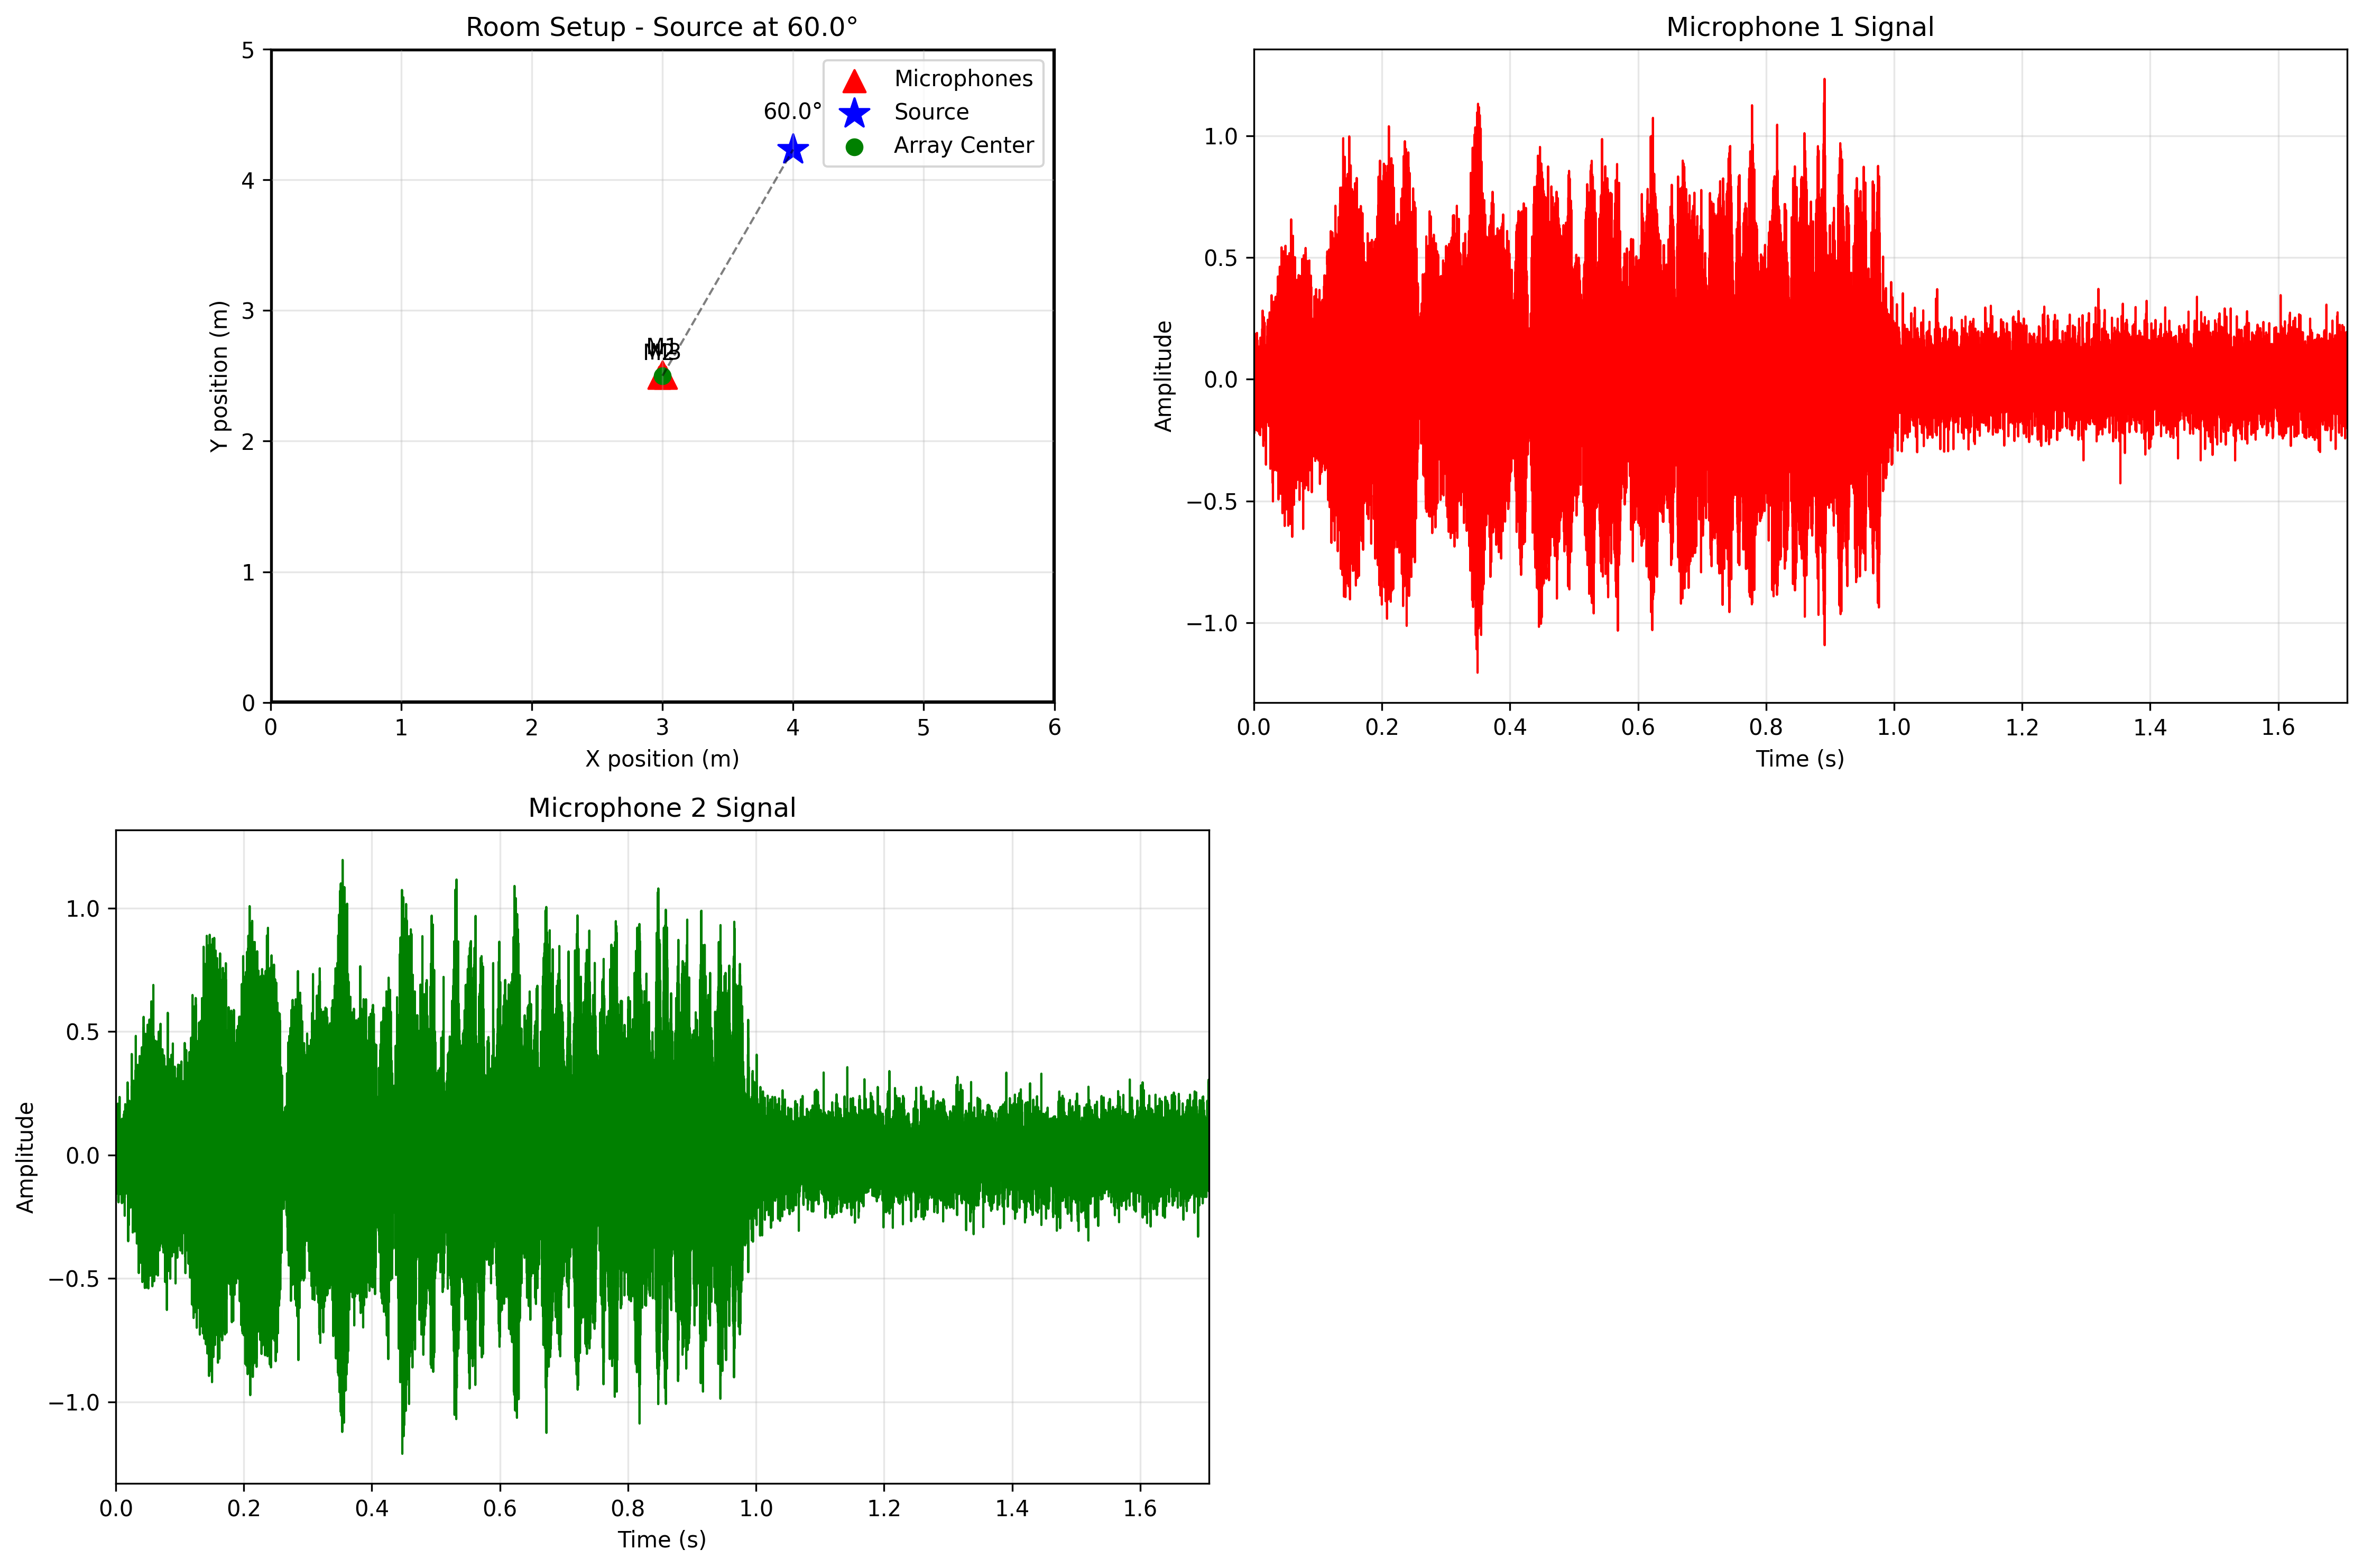 Room Setup - Source at 60.0°
5
4
3
2
1
0
0 1 2 3 4 5 6
Y position (m)
X position (m)
60.0°
M1
Microphones
Source
Array Center
Microphone 1 Signal
1.0
0.5
0.0
−0.5
−1.0
0.0 0.2 0.4 0.6 0.8 1.0 1.2 1.4 1.6
Amplitude
Time (s)
Microphone 2 Signal
1.0
0.5
0.0
−0.5
−1.0
0.0 0.2 0.4 0.6 0.8 1.0 1.2 1.4 1.6
Amplitude
Time (s)